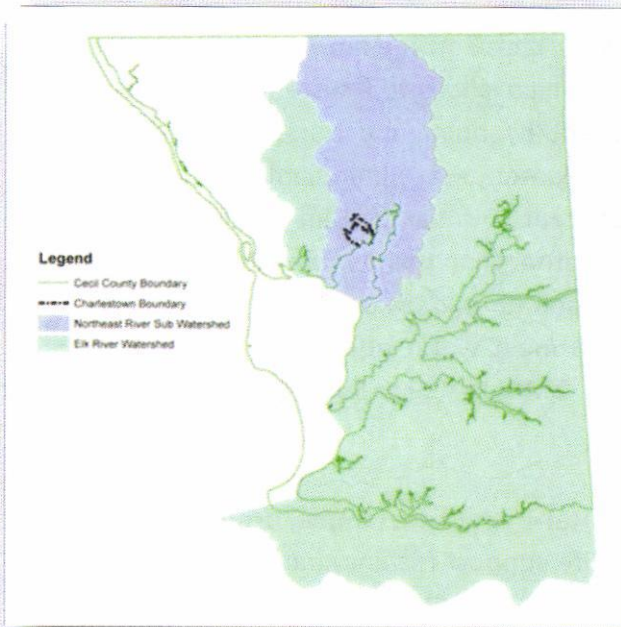 Legend
Cecil County Boundary
Charlestown Boundary
Northeast River Sub Watershed
Elk River Watershed